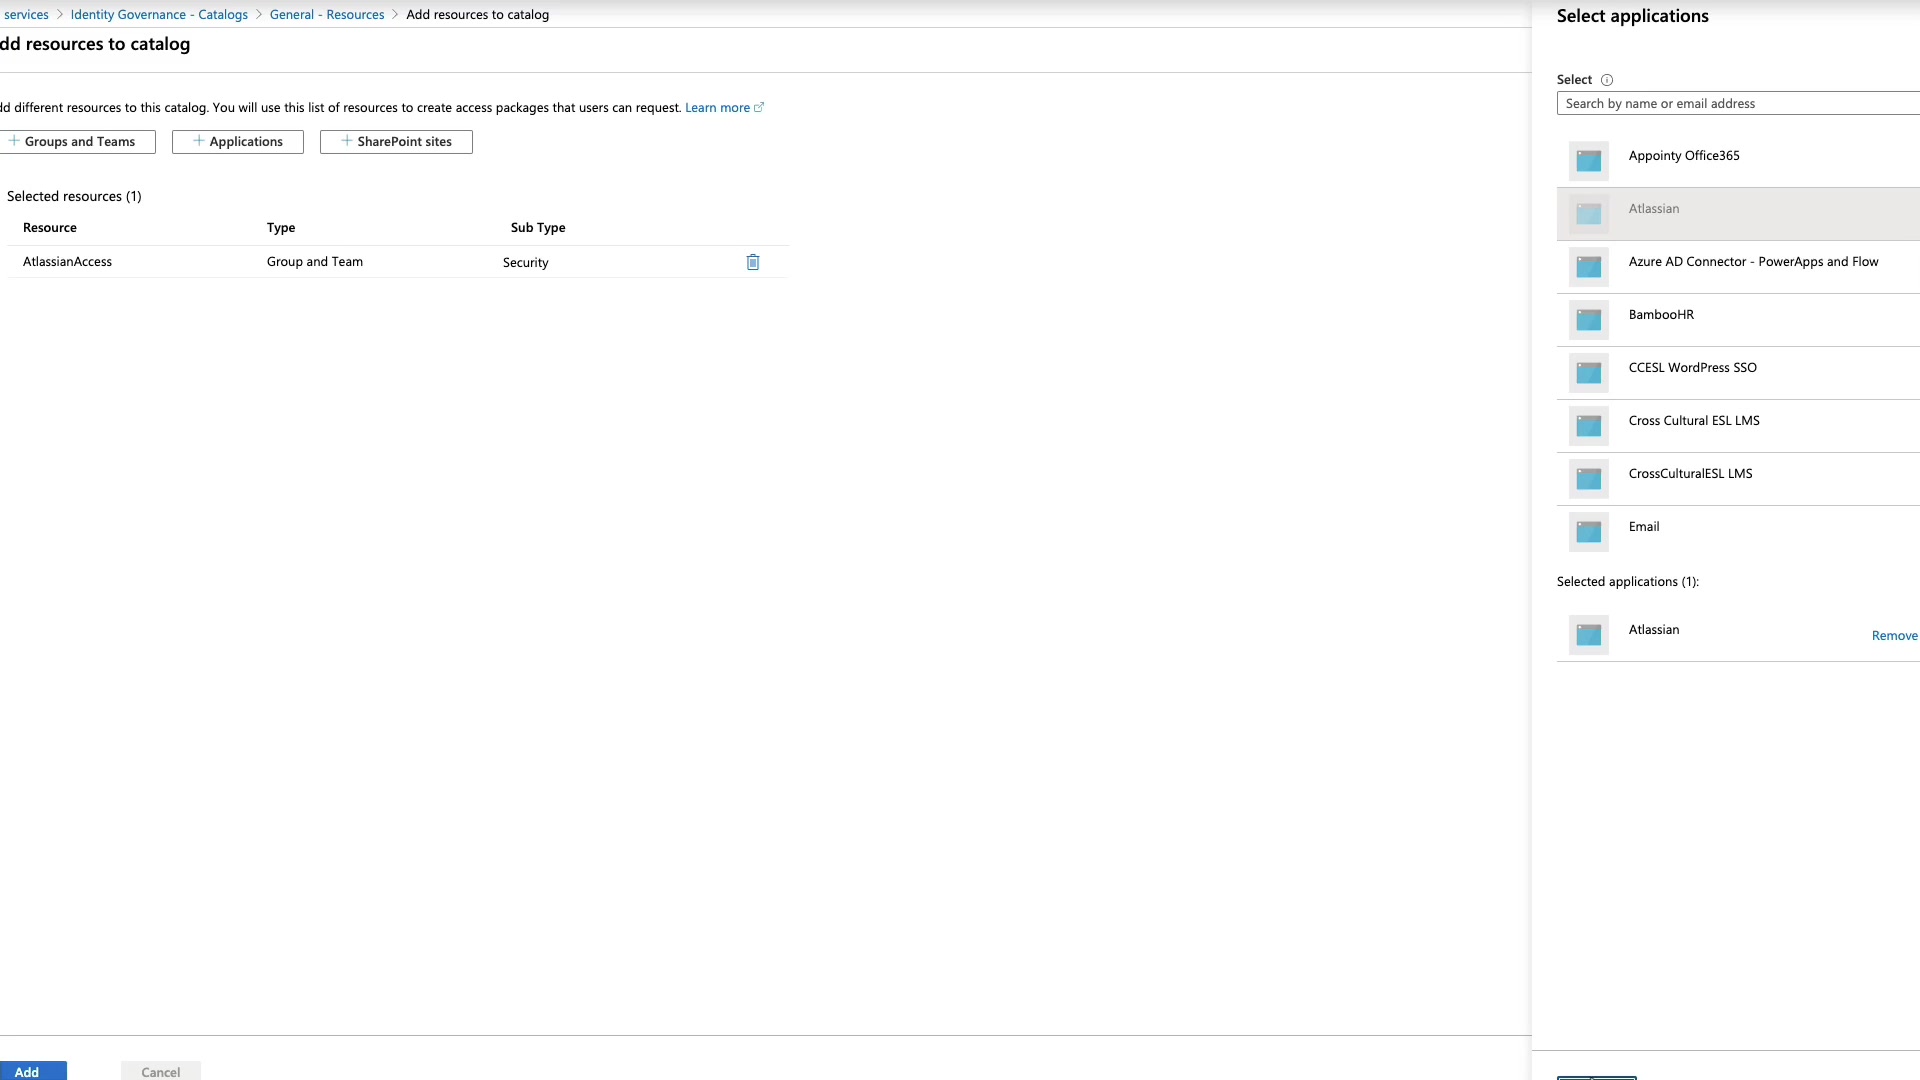 services > Identity Governance - Catalogs > General - Resources > Add resources to catalog
dd resources to catalog
dd different resources to this catalog. You will use this list of resources to create access packages that users can request. Learn more
+ Groups and Teams
+ Applications
+ SharePoint sites
Selected resources (1)
Resource Type Sub Type
AtlassianAccess Group and Team Security
Add
Cancel
Select applications
Select
Search by name or email address
Appointy Office365
Atlassian
Azure AD Connector - PowerApps and Flow
BambooHR
CCESL WordPress SSO
Cross Cultural ESL LMS
CrossCulturalESL LMS
Email
Selected applications (1):
Atlassian
Remove